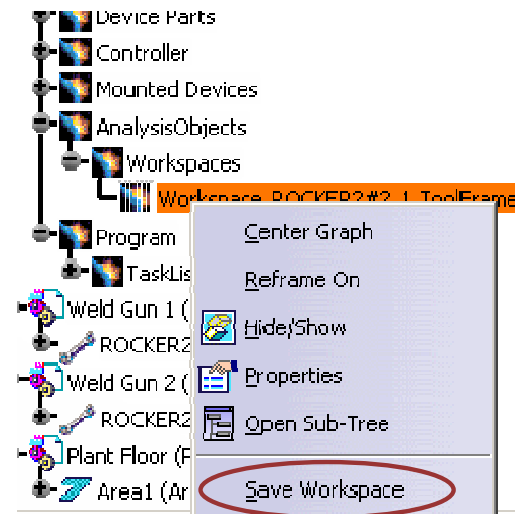 Device Parts
Controller
Mounted Devices
AnalysisObjects
Workspaces
Workspace_ROCKER2#2_1_ToolFrame
Program
Center Graph
TaskLis
Reframe On
Weld Gun 1 (
Hide/Show
ROCKER2
Weld Gun 2 (
Properties
ROCKER2
Open Sub-Tree
Plant Floor (P
Area1 (Ar
Save Workspace